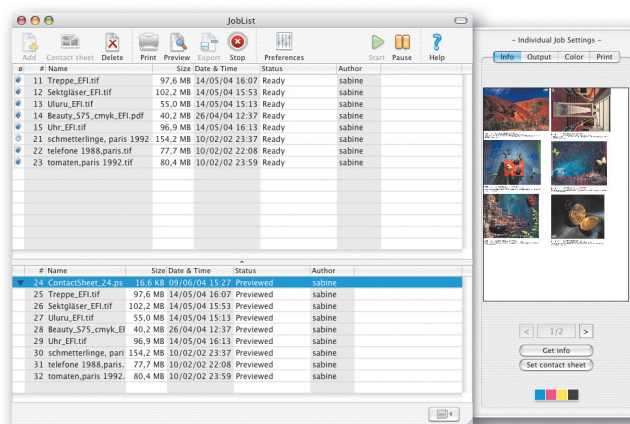 JobList
Add Contact sheet Delete Print Preview Export Stop Preferences Start Pause Help
# Name Size Date & Time Status Author
11 Treppe_EFI.tif 97,6 MB 14/05/04 16:07 Ready sabine
12 Sektgläser_EFI.tif 102,2 MB 14/05/04 15:53 Ready sabine
13 Uluru_EFI.tif 55,0 MB 14/05/04 15:13 Ready sabine
14 Beauty_S75_cmyk_EFI.pdf 40,2 MB 26/04/04 12:37 Ready sabine
15 Uhr_EFI.tif 96,9 MB 14/05/04 16:13 Ready sabine
21 schmetterlinge, paris 1992 154,2 MB 10/02/02 23:37 Ready sabine
22 telefone 1988,paris.tif 77,7 MB 10/02/02 22:08 Ready sabine
23 tomaten,paris 1992.tif 80,4 MB 10/02/02 23:59 Ready sabine
# Name Size Date & Time Status Author
24 ContactSheet_24.ps 16,6 KB 09/06/04 15:27 Previewed sabine
25 Treppe_EFI.tif 97,6 MB 14/05/04 16:07 Previewed sabine
26 Sektgläser_EFI.tif 102,2 MB 14/05/04 15:53 Previewed sabine
27 Uluru_EFI.tif 55,0 MB 14/05/04 15:13 Previewed sabine
28 Beauty_S75_cmyk_EF 40,2 MB 26/04/04 12:37 Previewed sabine
29 Uhr_EFI.tif 96,9 MB 14/05/04 16:13 Previewed sabine
30 schmetterlinge, pari 154,2 MB 10/02/02 23:37 Previewed sabine
31 telefone 1988,paris. 77,7 MB 10/02/02 22:08 Previewed sabine
32 tomaten,paris 1992. 80,4 MB 10/02/02 23:59 Previewed sabine
– Individual Job Settings –
Info Output Color Print
< 1/2 >
Get info
Set contact sheet